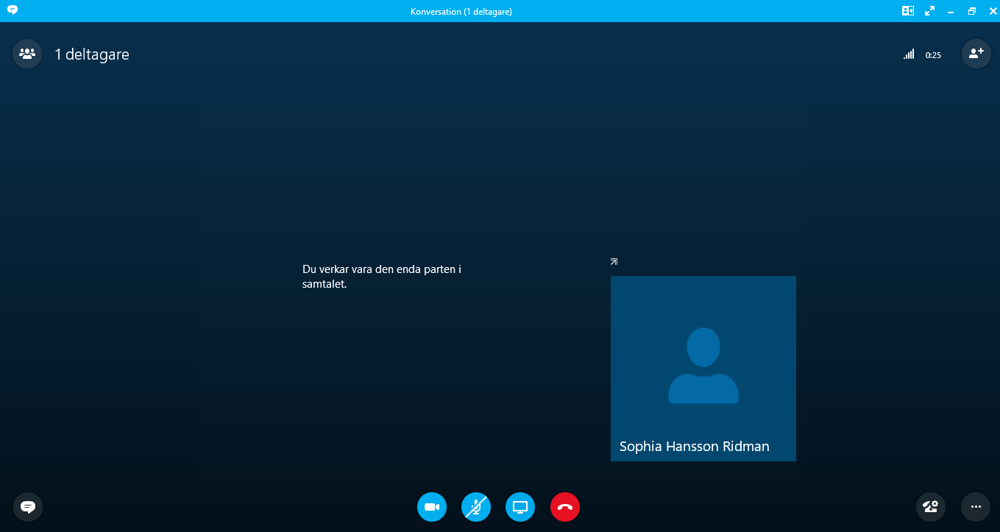 Konversation (1 deltagare)
1 deltagare
0:25
Du verkar vara den enda parten i
samtalet.
Sophia Hansson Ridman